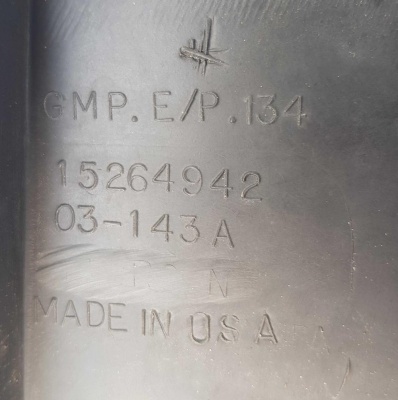 GMP. E/P. 134
15264942
03-143A
MADE IN USA